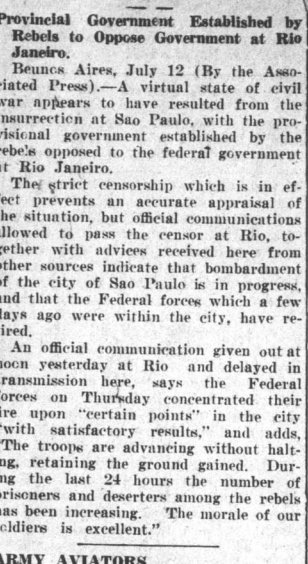 Provincial Government Established by
Rebels to Oppose Government at Rio
Janeiro.
Beuncs Aires, July 12 (By the Asso-
ciated Press).—A virtual state of civil
war appears to have resulted from the
insurrection at Sao Paulo, with the pro-
visional government established by the
rebels opposed to the federal government
at Rio Janeiro.
The strict censorship which is in ef-
fect prevents an accurate appraisal of
the situation, but official communications
allowed to pass the censor at Rio, to-
gether with advices received here from
other sources indicate that bombardment
of the city of Sao Paulo is in progress,
and that the Federal forces which a few
days ago were within the city, have re-
tired.
An official communication given out at
noon yesterday at Rio and delayed in
transmission here, says the Federal
forces on Thursday concentrated their
fire upon "certain points" in the city
"with satisfactory results," and adds,
"The troops are advancing without halt-
ing, retaining the ground gained. Dur-
ing the last 24 hours the number of
prisoners and deserters among the rebels
has been increasing. The morale of our
soldiers is excellent."
ARMY AVIATORS